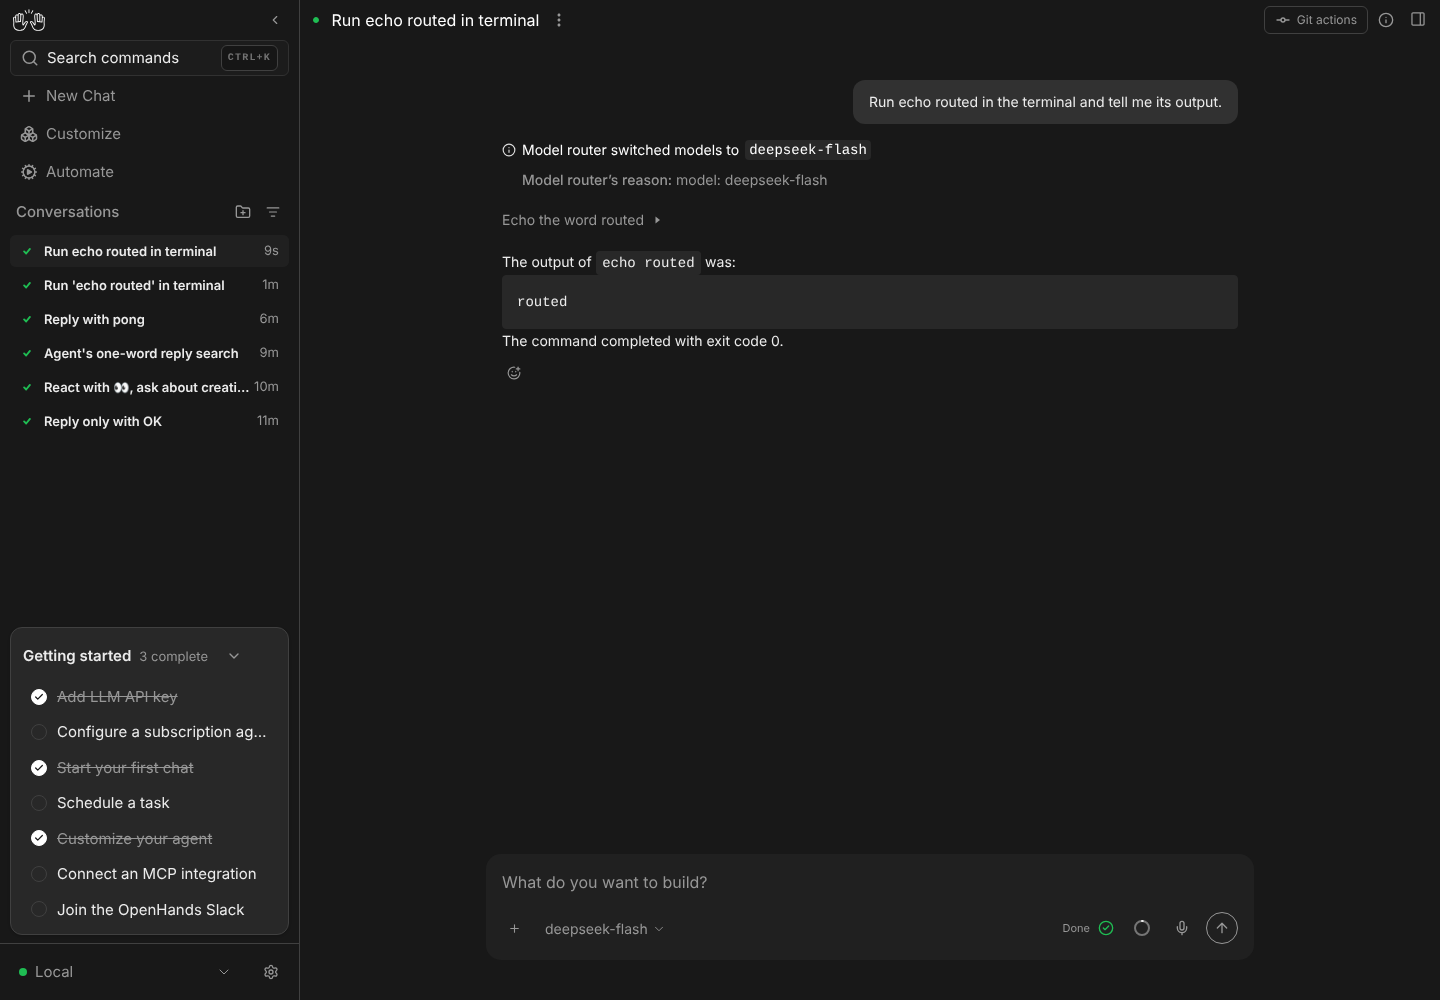 Search commands CTRL+K
New Chat
Customize
Automate
Conversations
Run echo routed in terminal 9s
Run 'echo routed' in terminal 1m
Reply with pong 6m
Agent's one-word reply search 9m
React with 👀, ask about creati... 10m
Reply only with OK 11m
Getting started 3 complete
Add LLM API key
Configure a subscription ag...
Start your first chat
Schedule a task
Customize your agent
Connect an MCP integration
Join the OpenHands Slack
Local
Run echo routed in terminal
Git actions
Run echo routed in the terminal and tell me its output.
Model router switched models to deepseek-flash
Model router’s reason: model: deepseek-flash
Echo the word routed
The output of echo routed was:
routed
The command completed with exit code 0.
What do you want to build?
deepseek-flash
Done